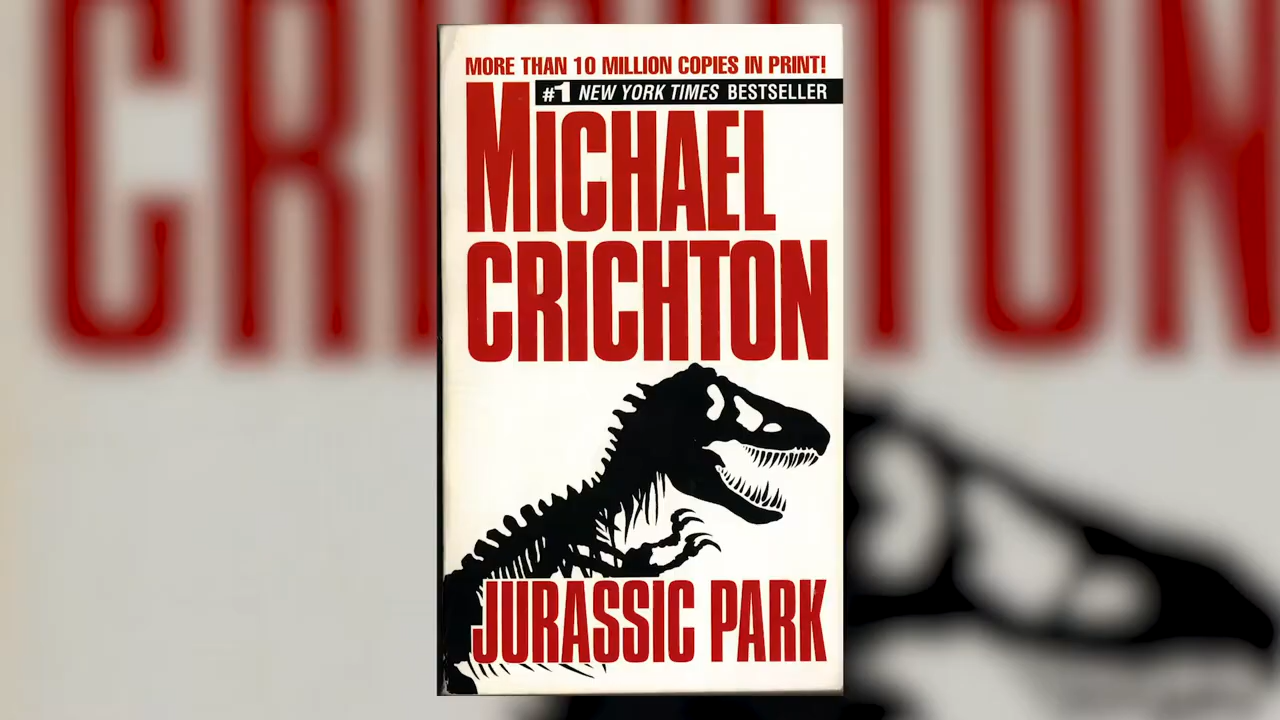 MORE THAN 10 MILLION COPIES IN PRINT!
#1 NEW YORK TIMES BESTSELLER
MICHAEL
CRICHTON
JURASSIC PARK